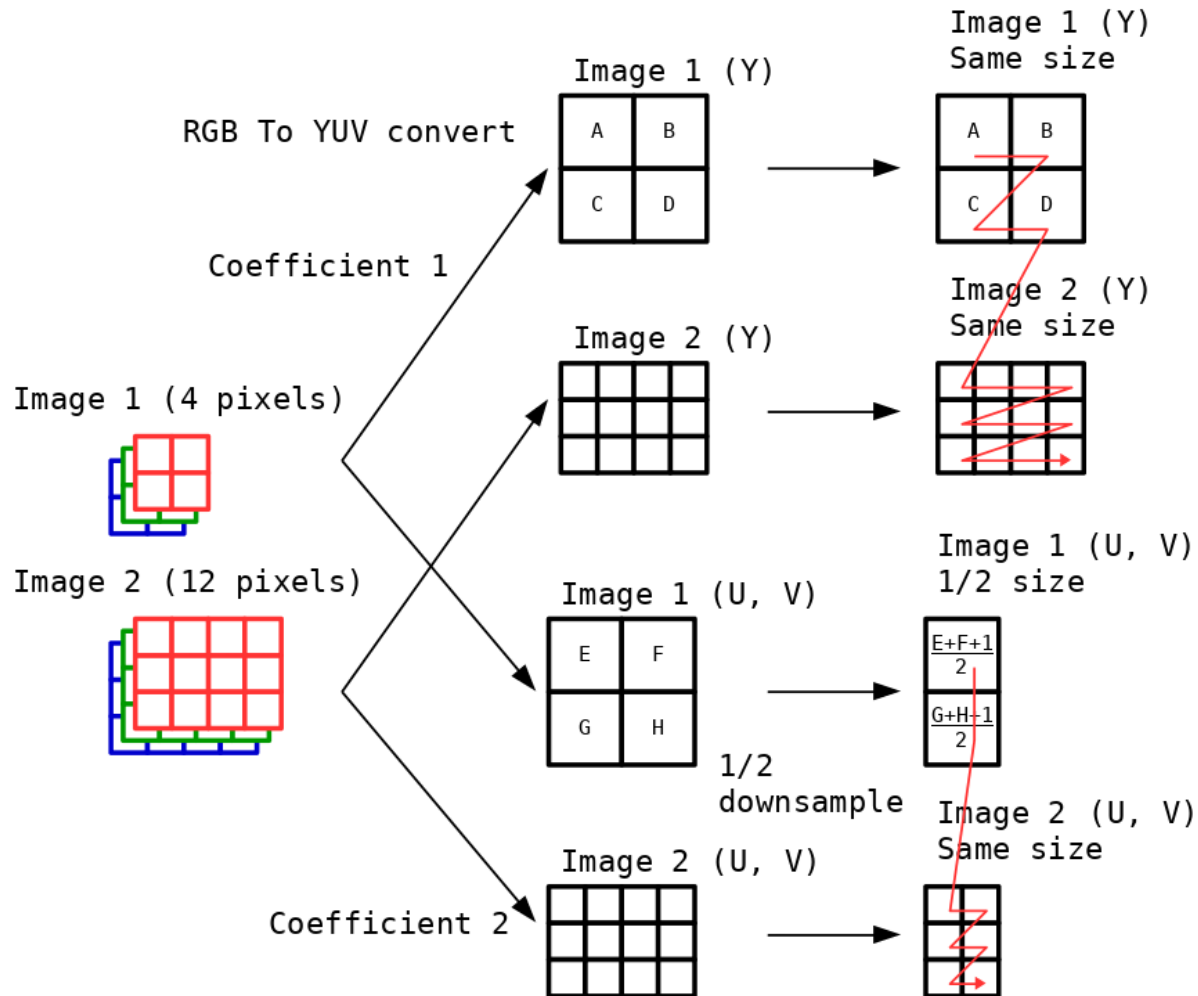 Image 1 (Y)
Same size
Image 1 (Y)
RGB To YUV convert
A B
C D
A B
C D
Coefficient 1
Image 2 (Y)
Same size
Image 2 (Y)
Image 1 (4 pixels)
Image 2 (12 pixels)
Image 1 (U, V)
1/2 size
Image 1 (U, V)
E F
G H
E+F+1
2
G+H+1
2
1/2
downsample
Image 2 (U, V)
Same size
Image 2 (U, V)
Coefficient 2